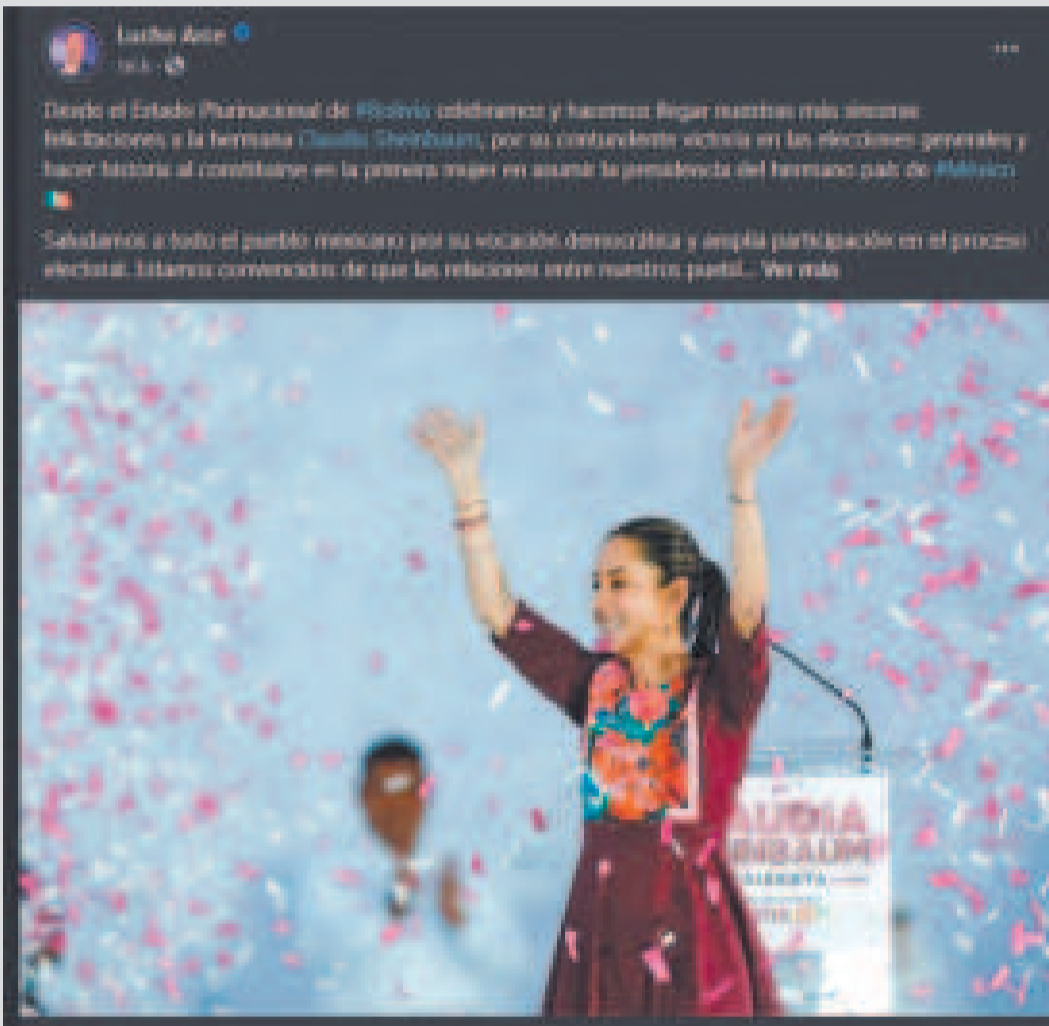 Lucho Arce
Desde el Estado Plurinacional de #Bolivia celebramos y hacemos llegar nuestras más sinceras
felicitaciones a la hermana Claudia Sheinbaum, por su contundente victoria en las elecciones generales y
hacer historia al constituirse en la primera mujer en asumir la presidencia del hermano país de #México
Saludamos a todo el pueblo mexicano por su vocación democrática y amplia participación en el proceso
electoral. Estamos convencidos de que las relaciones entre nuestros puebl... Ver más
AUDIA
INBAUM